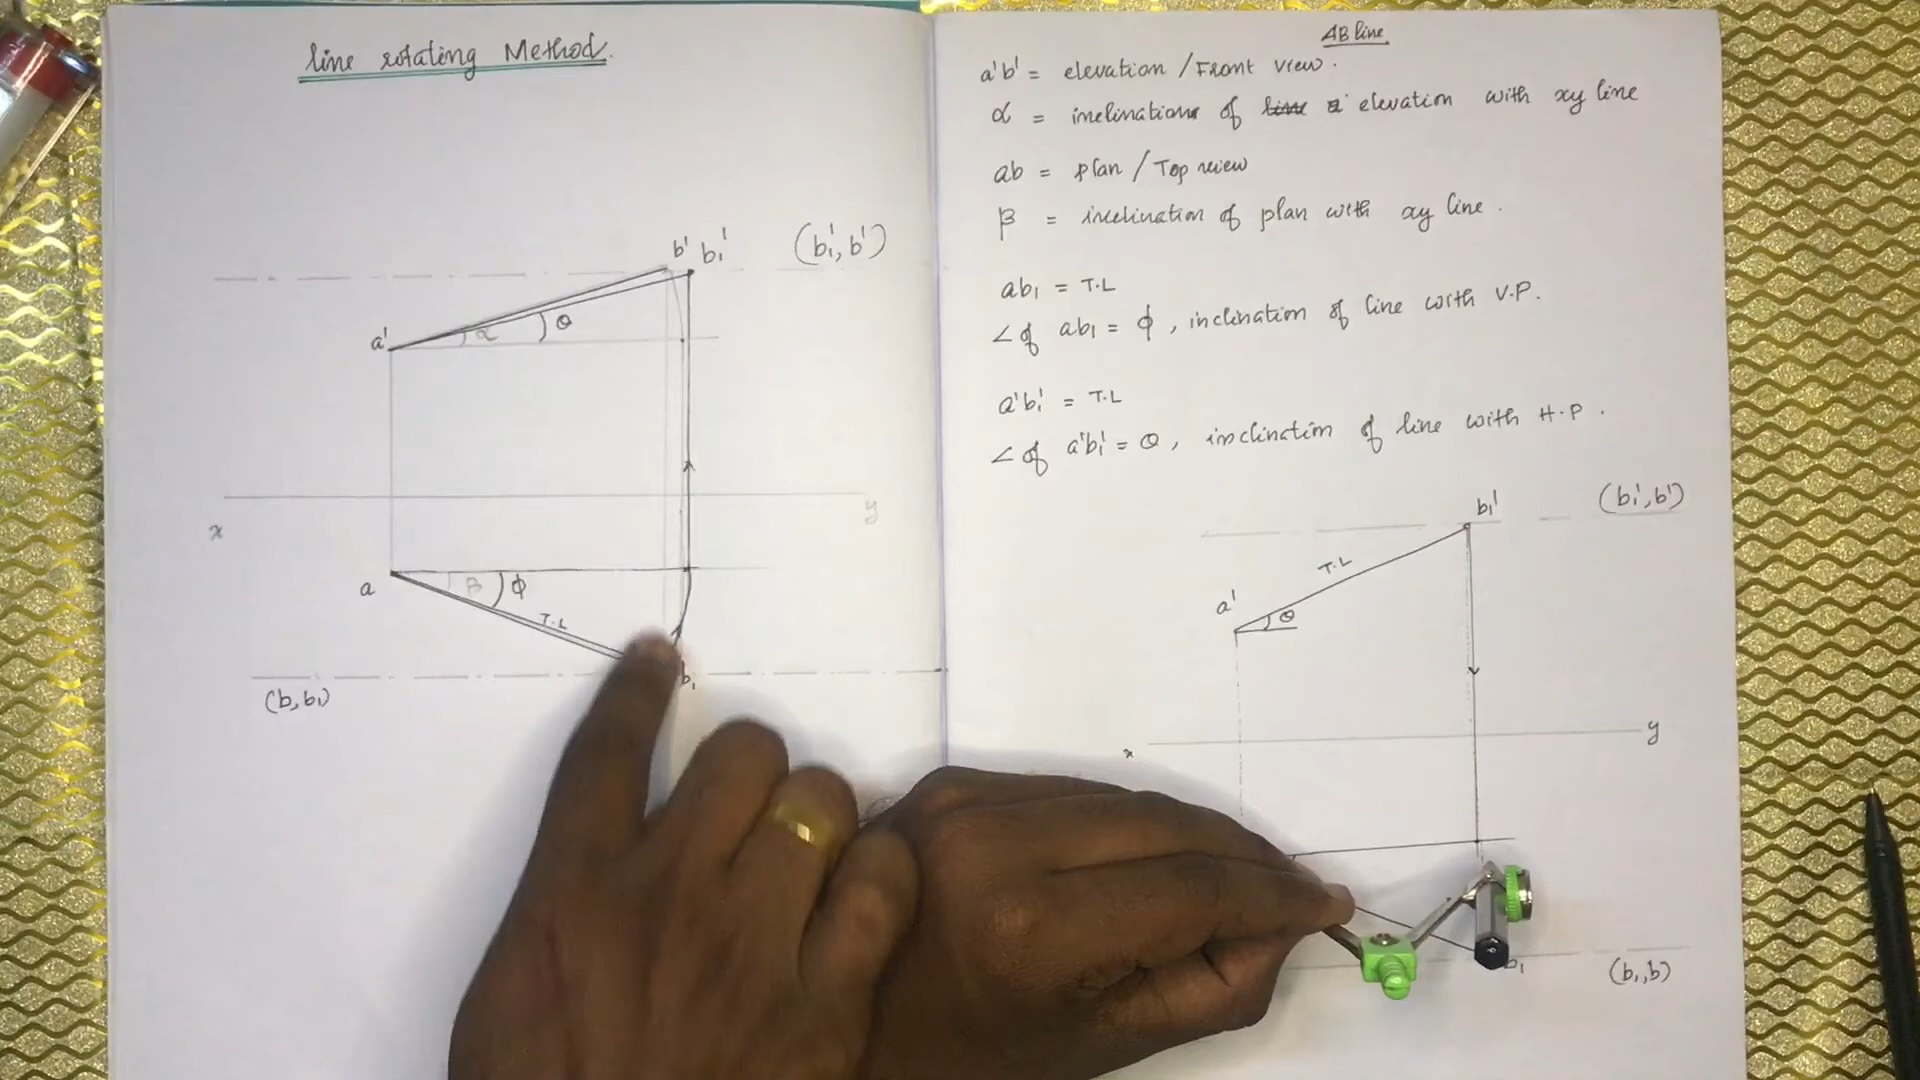 line rotating Method.
b' b₁' (b₁', b')
a' α θ
x y
a β φ
T.L
b₁
(b, b₁)
AB line
a'b' = elevation / Front view.
α = inclination of line a' elevation with xy line
ab = plan / Top view
β = inclination of plan with xy line.
ab₁ = T.L
∠ of ab₁ = φ, inclination of line with V.P.
a'b₁' = T.L
∠ of a'b₁' = θ, inclination of line with H.P.
b₁' (b₁', b')
T.L
a' θ
x y
b₁ (b₁, b)